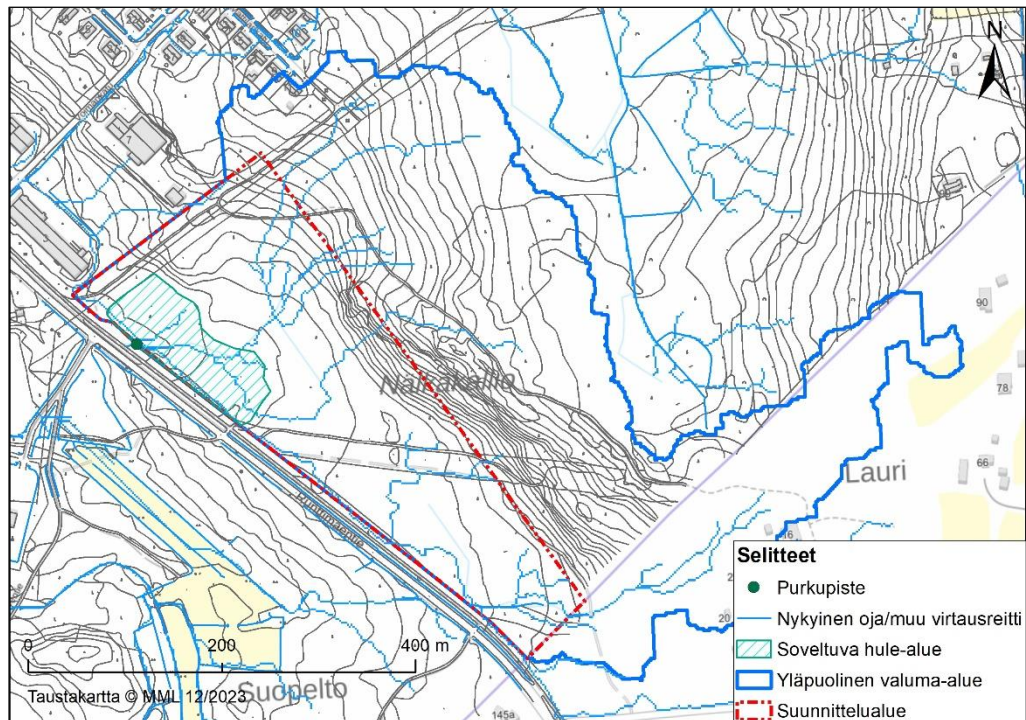 N
Lauri
90
78
66
16
20
145a
Suopelto
0 200 400 m
Taustakartta © MML 12/2023
Selitteet
Purkupiste
Nykyinen oja/muu virtausreitti
Soveltuva hule-alue
Yläpuolinen valuma-alue
Suunnittelualue